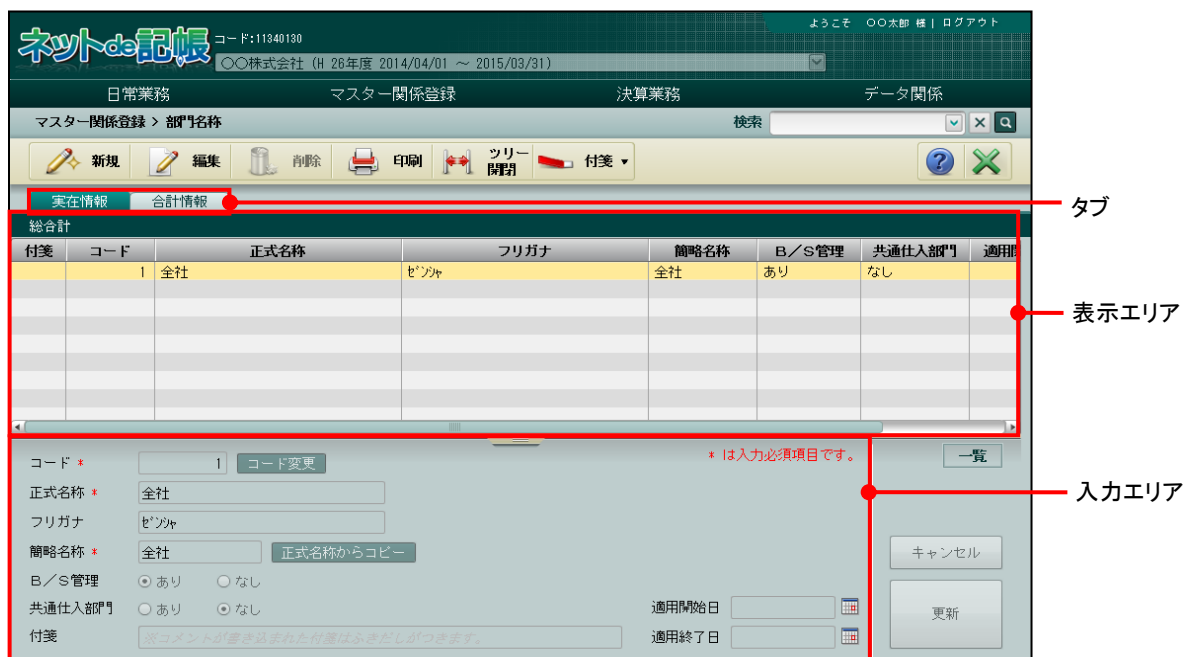 ようこそ 〇〇太郎 様 | ログアウト
ネットde記帳 コード:11340130
〇〇株式会社 (H 26年度 2014/04/01 ～ 2015/03/31)
日常業務 マスター関係登録 決算業務 データ関係
マスター関係登録 > 部門名称 検索
新規 編集 削除 印刷 ツリー開閉 付箋
実在情報 合計情報 タブ
総合計
付箋 コード 正式名称 フリガナ 簡略名称 B／S管理 共通仕入部門 適用開
1 全社 ｾﾞﾝｼｬ 全社 あり なし
表示エリア
コード * 1 コード変更 * は入力必須項目です。 一覧
正式名称 * 全社 入力エリア
フリガナ ｾﾞﾝｼｬ
簡略名称 * 全社 正式名称からコピー キャンセル
B／S管理 あり なし
共通仕入部門 あり なし 適用開始日 更新
付箋 ※コメントが書き込まれた付箋はふきだしがつきます。 適用終了日